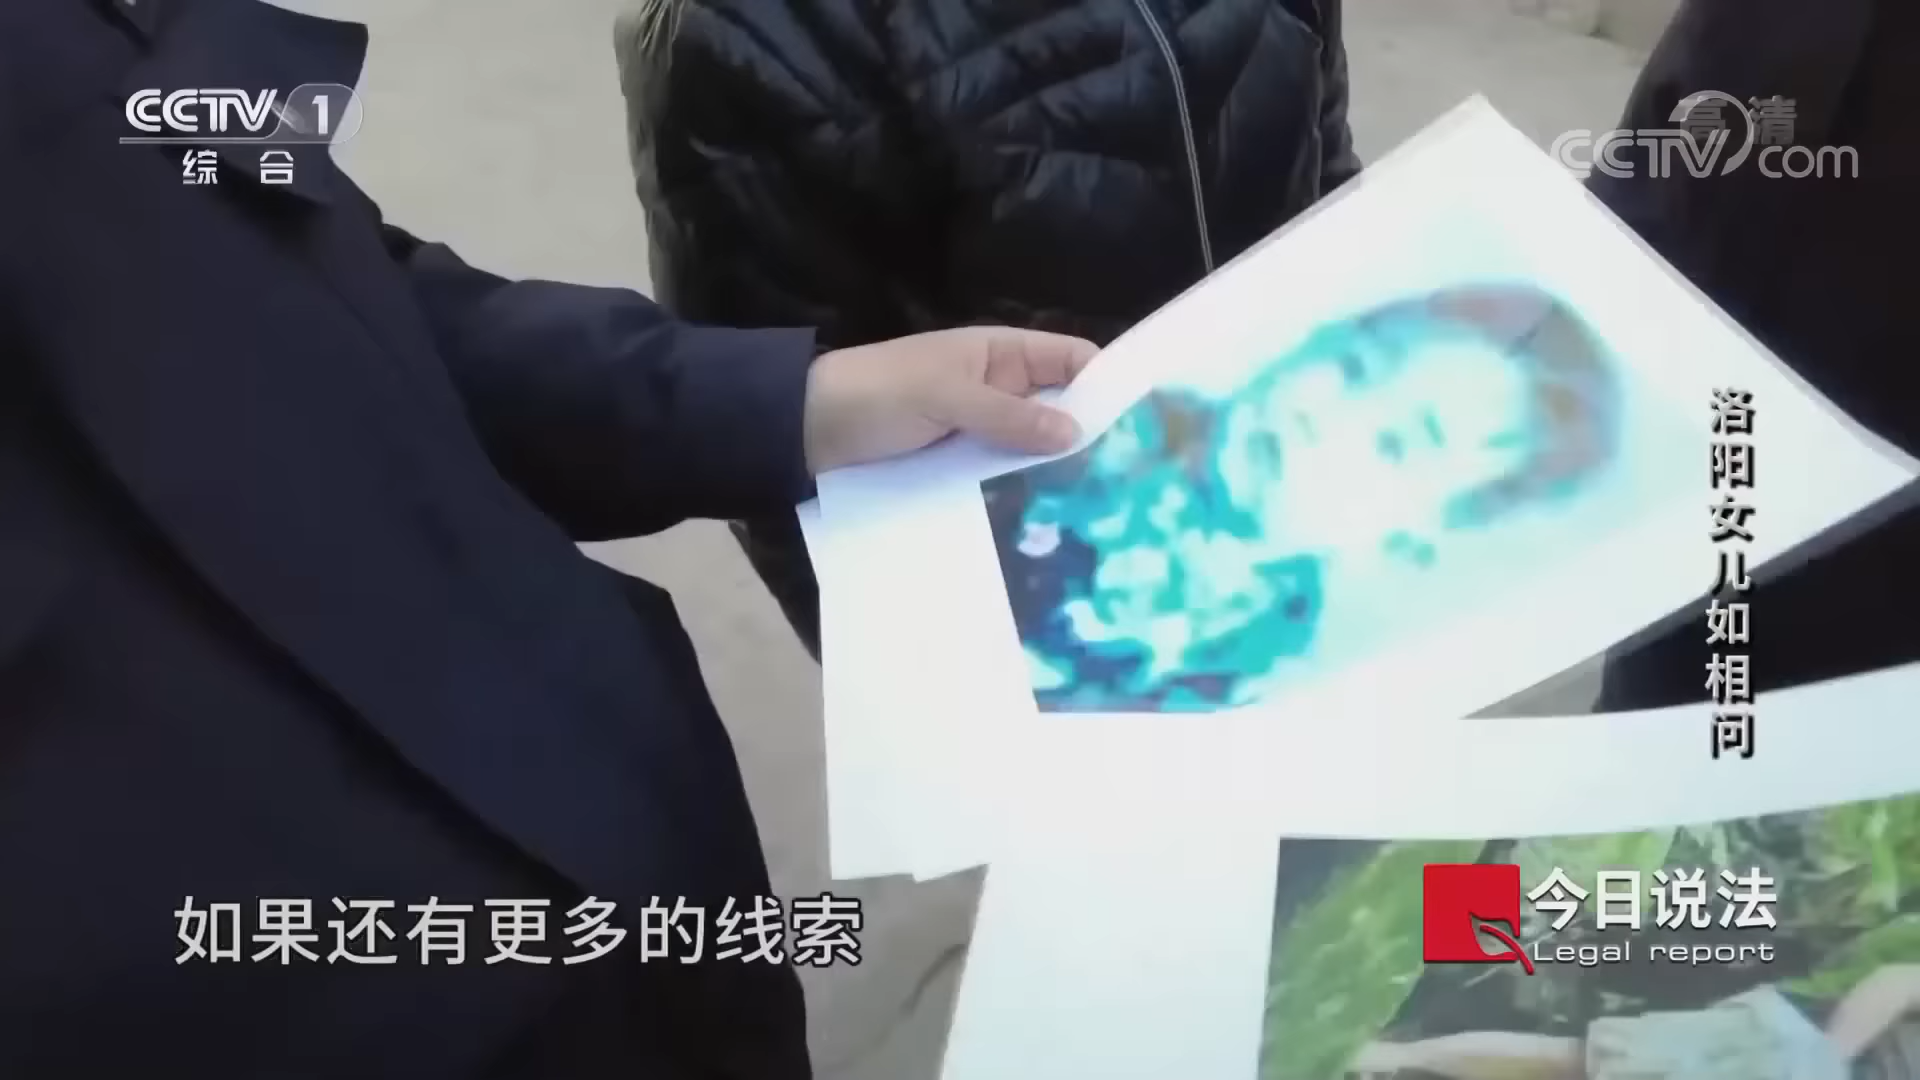 CCTV 1
综合
高清
CCTV.com
洛阳女儿如相问
如果还有更多的线索
今日说法
Legal report